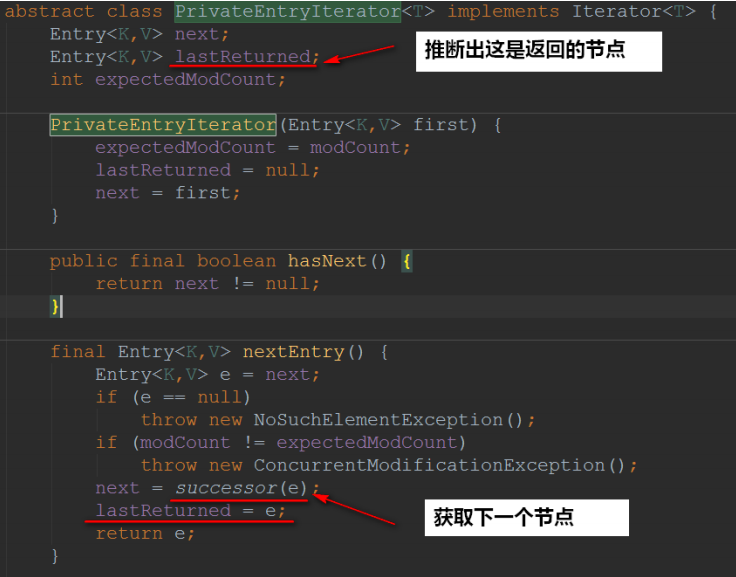 abstract class PrivateEntryIterator<T> implements Iterator<T> {
Entry<K,V> next;
Entry<K,V> lastReturned;
推断出这是返回的节点
int expectedModCount;
PrivateEntryIterator(Entry<K,V> first) {
expectedModCount = modCount;
lastReturned = null;
next = first;
}
public final boolean hasNext() {
return next != null;
}
final Entry<K,V> nextEntry() {
Entry<K,V> e = next;
if (e == null)
throw new NoSuchElementException();
if (modCount != expectedModCount)
throw new ConcurrentModificationException();
next = successor(e);
lastReturned = e;
获取下一个节点
return e;
}